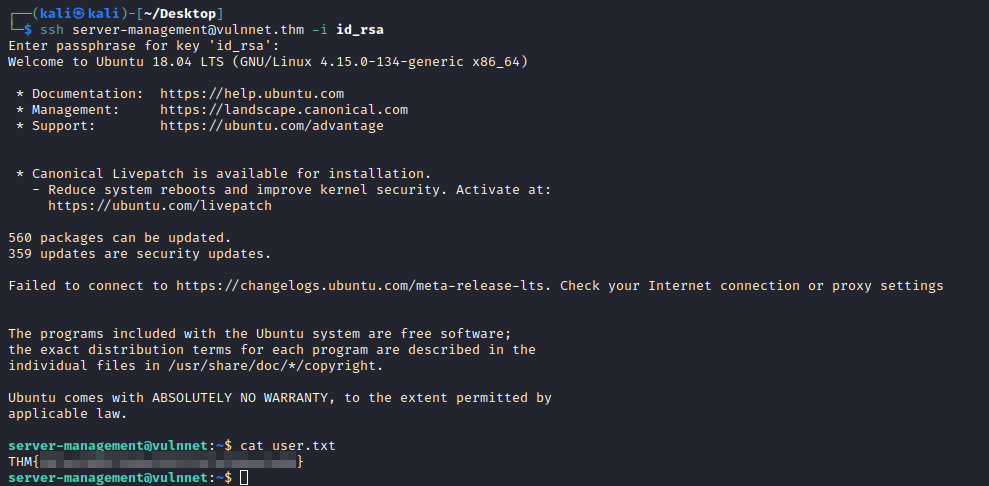 ┌──(kali㉿kali)-[~/Desktop]
└─$ ssh server-management@vulnnet.thm -i id_rsa
Enter passphrase for key 'id_rsa':
Welcome to Ubuntu 18.04 LTS (GNU/Linux 4.15.0-134-generic x86_64)

 * Documentation:  https://help.ubuntu.com
 * Management:     https://landscape.canonical.com
 * Support:        https://ubuntu.com/advantage


 * Canonical Livepatch is available for installation.
   - Reduce system reboots and improve kernel security. Activate at:
     https://ubuntu.com/livepatch

560 packages can be updated.
359 updates are security updates.

Failed to connect to https://changelogs.ubuntu.com/meta-release-lts. Check your Internet connection or proxy settings


The programs included with the Ubuntu system are free software;
the exact distribution terms for each program are described in the
individual files in /usr/share/doc/*/copyright.

Ubuntu comes with ABSOLUTELY NO WARRANTY, to the extent permitted by
applicable law.

server-management@vulnnet:~$ cat user.txt
THM{ }
server-management@vulnnet:~$